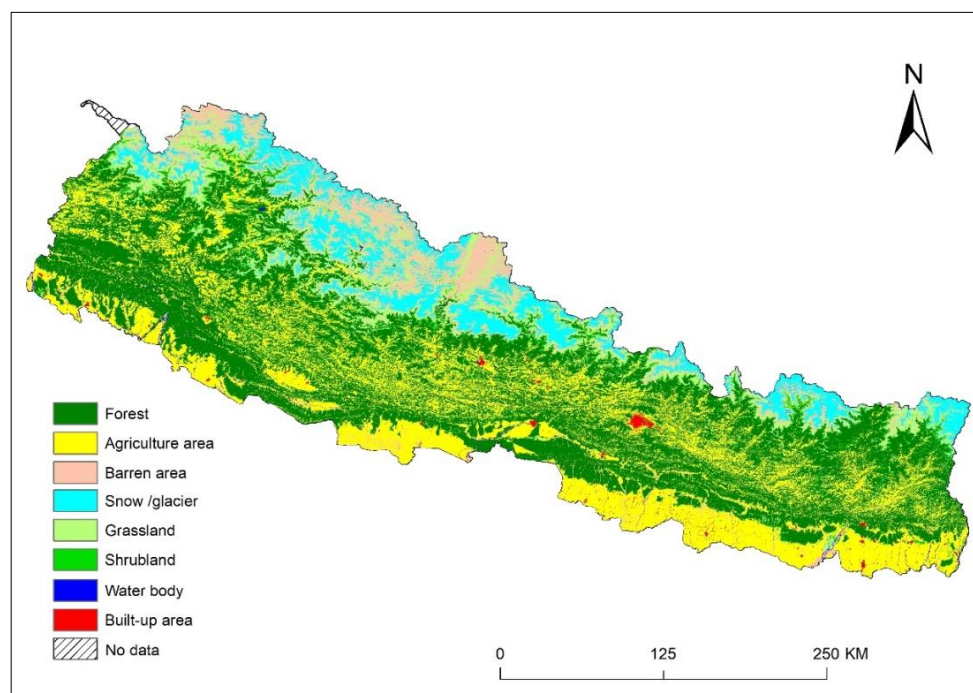 N
Forest
Agriculture area
Barren area
Snow /glacier
Grassland
Shrubland
Water body
Built-up area
No data
0 125 250 KM